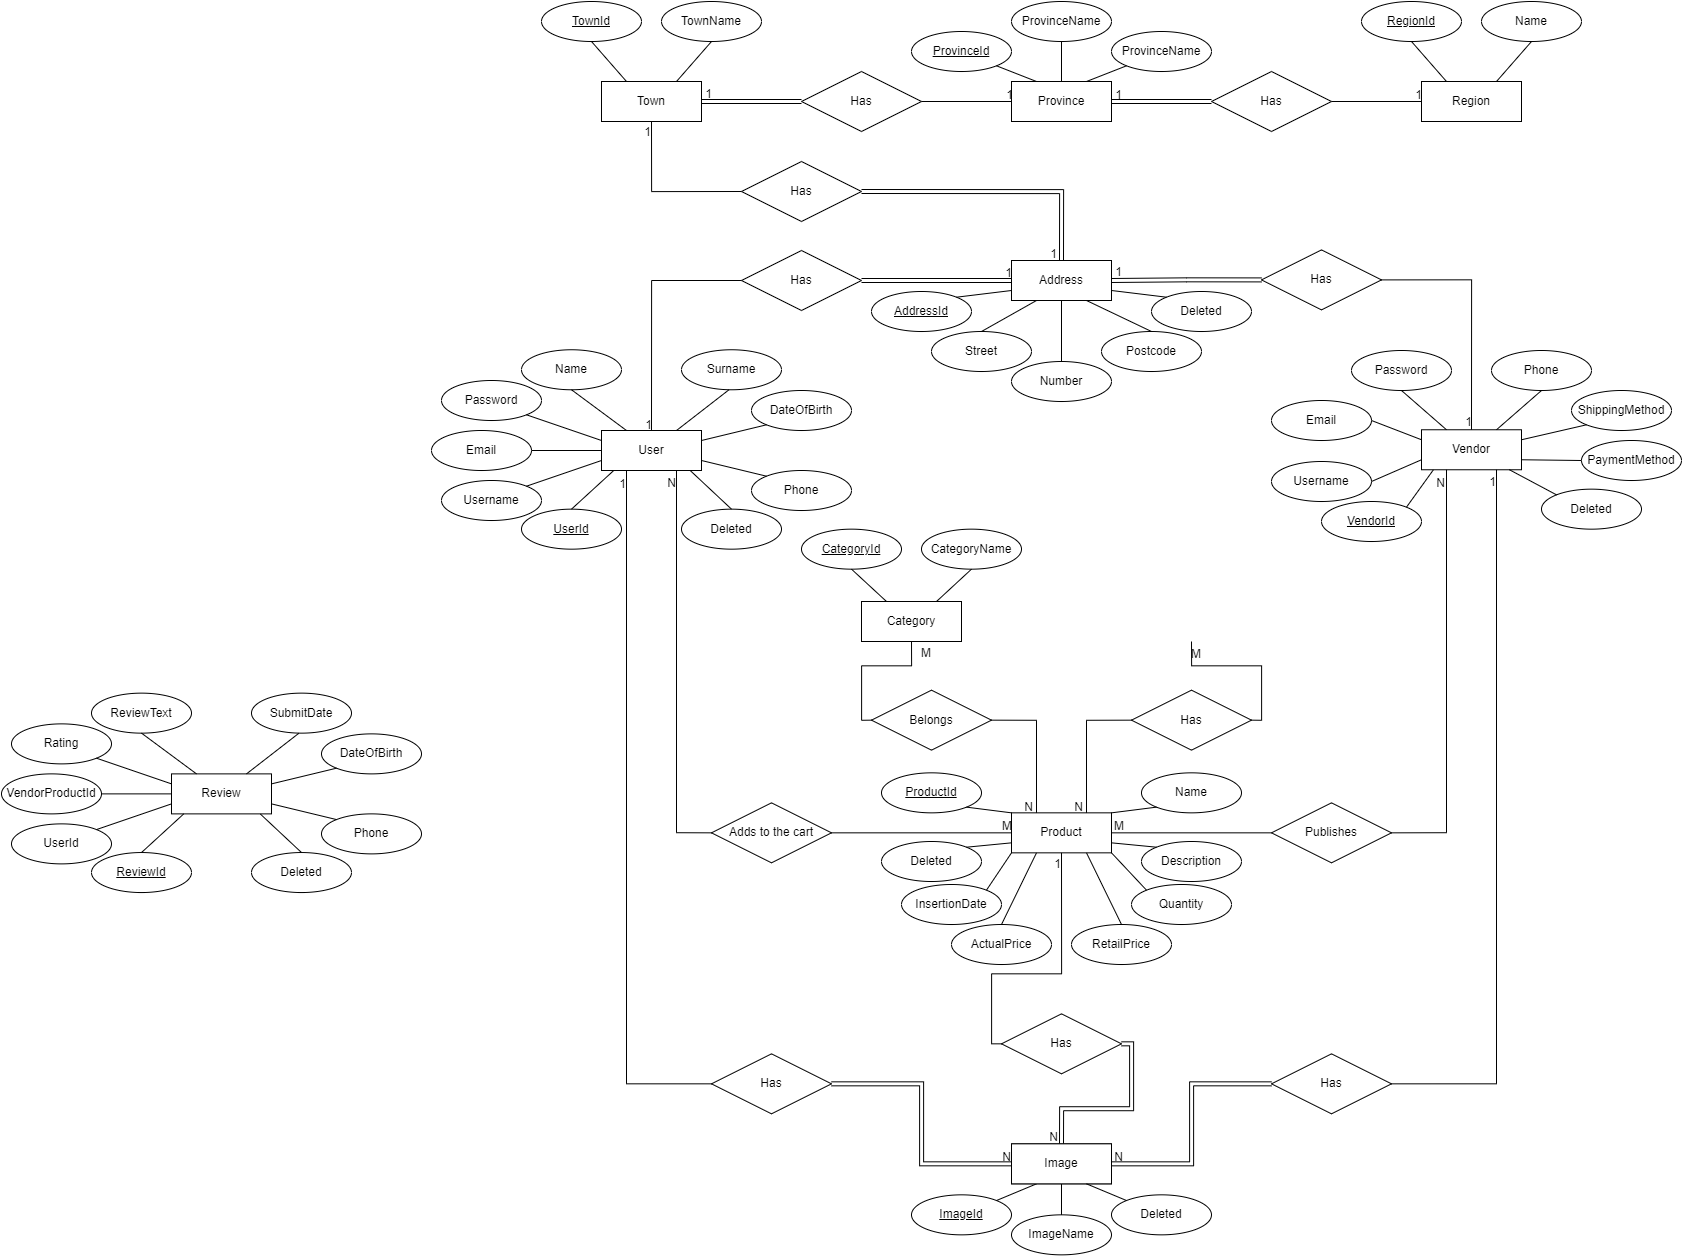 TownId
TownName
ProvinceId
ProvinceName
ProvinceName
RegionId
Name
Town
1
Has
1
Province
1
Has
1
Region
1
Has
1
Has
1
Address
1
Has
AddressId
Deleted
Street
Postcode
Number
Name
Surname
Password
DateOfBirth
1
Email
User
Username
Phone
UserId
Deleted
1
N
Password
Phone
ShippingMethod
Email
1
Vendor
PaymentMethod
Username
VendorId
Deleted
N
1
CategoryId
CategoryName
Category
M
M
Belongs
Has
ReviewText
SubmitDate
Rating
DateOfBirth
VendorProductId
Review
UserId
Phone
ReviewId
Deleted
ProductId
Name
N
N
Adds to the cart
M
Product
M
Publishes
Deleted
Description
1
InsertionDate
Quantity
ActualPrice
RetailPrice
Has
Has
Has
N
N
Image
N
ImageId
Deleted
ImageName